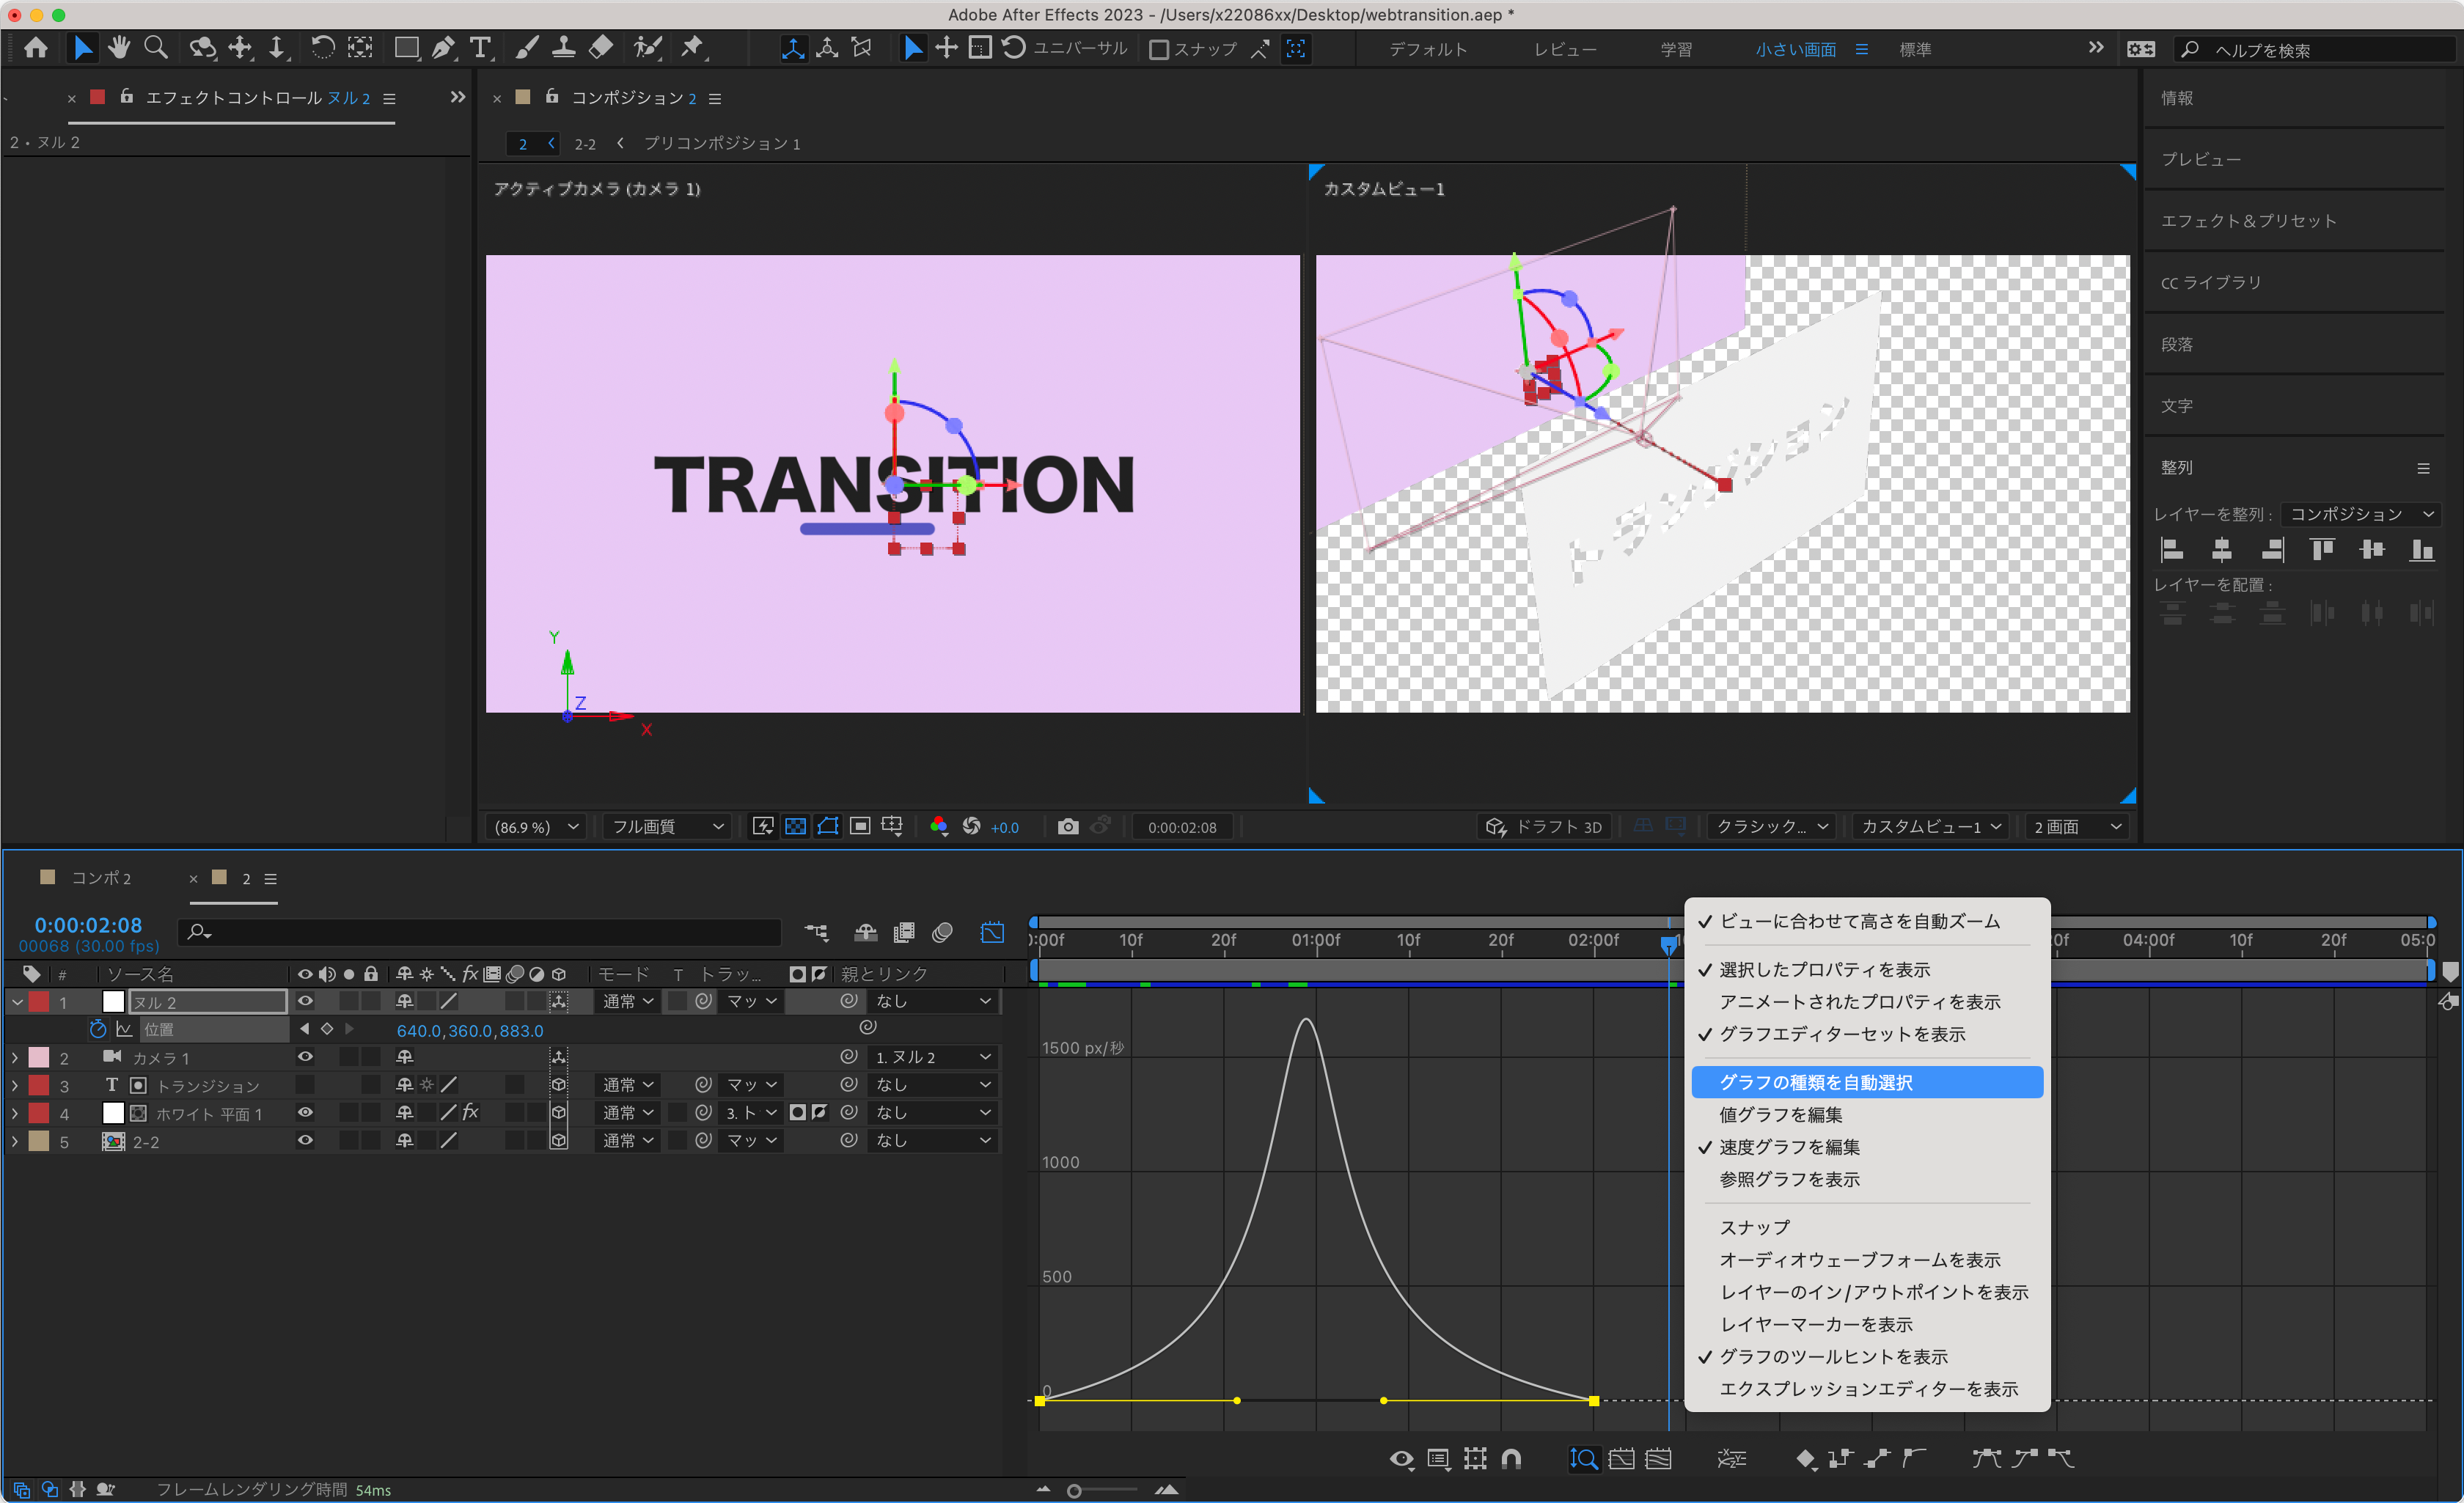 Adobe After Effects 2023 - /Users/x22086xx/Desktop/webtransition.aep *
ユニバーサル
スナップ
デフォルト
レビュー
学習
小さい画面
標準
ヘルプを検索
エフェクトコントロール ヌル 2
コンポジション 2
2・ヌル 2
2
2-2
プリコンポジション 1
アクティブカメラ (カメラ 1)
カスタムビュー1
TRANSITION
トランジション
Y
Z
X
情報
プレビュー
エフェクト＆プリセット
CC ライブラリ
段落
文字
整列
レイヤーを整列 : コンポジション
レイヤーを配置 :
(86.9 %)
フル画質
+0.0
0:00:02:08
ドラフト 3D
クラシック...
カスタムビュー1
2 画面
コンポ 2
2
0:00:02:08
00068 (30.00 fps)
# ソース名
モード T トラッ... 親とリンク
1 ヌル 2 通常 マッ なし
位置 640.0,360.0,883.0
2 カメラ 1 1. ヌル 2
3 T トランジション 通常 マッ なし
4 ホワイト 平面 1 fx 通常 3. ト なし
5 2-2 通常 マッ なし
):00f 10f 20f 01:00f 10f 20f 02:00f 04:00f 10f 20f 05:0
1500 px/秒
1000
500
0
ビューに合わせて高さを自動ズーム
選択したプロパティを表示
アニメートされたプロパティを表示
グラフエディターセットを表示
グラフの種類を自動選択
値グラフを編集
速度グラフを編集
参照グラフを表示
スナップ
オーディオウェーブフォームを表示
レイヤーのイン/アウトポイントを表示
レイヤーマーカーを表示
グラフのツールヒントを表示
エクスプレッションエディターを表示
フレームレンダリング時間 54ms